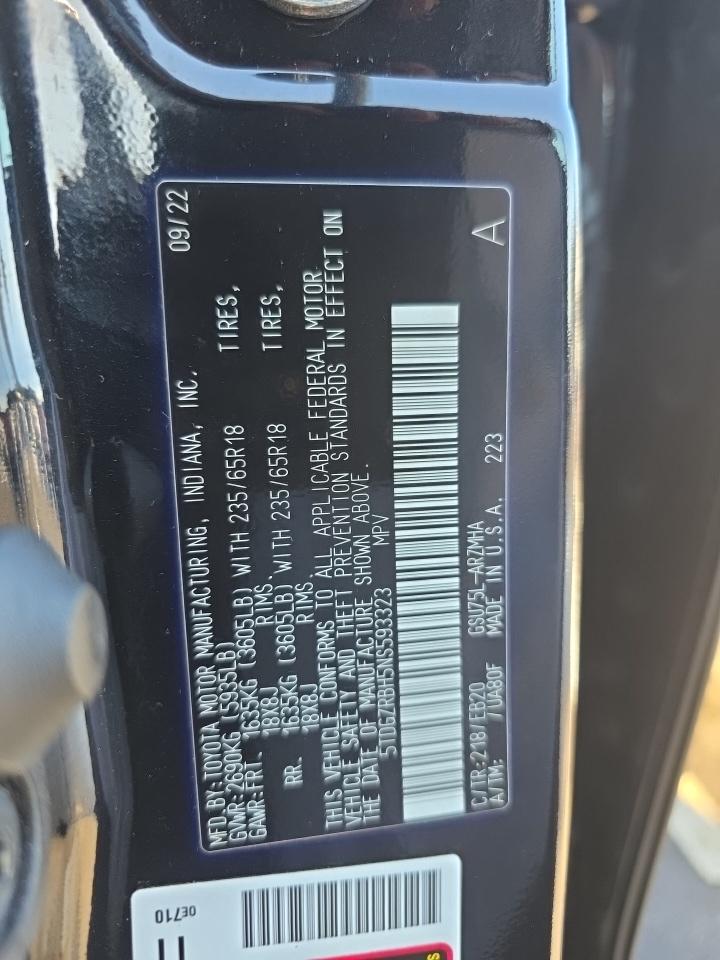 MFD.BY:TOYOTA MOTOR MANUFACTURING, INDIANA, INC. 09/22
GVWR:2690KG (5935LB)
GAWR:FRT. 1635KG (3605LB) WITH 235/65R18 TIRES,
18X8J RIMS.
RR. 1635KG (3605LB) WITH 235/65R18 TIRES,
18X8J RIMS.
THIS VEHICLE CONFORMS TO ALL APPLICABLE FEDERAL MOTOR
VEHICLE SAFETY AND THEFT PREVENTION STANDARDS IN EFFECT ON
THE DATE OF MANUFACTURE SHOWN ABOVE.
5TDGZRBH5NS593323 MPV
C/TR:218/EB20 GSU75L-ARZMHA
A/TM: /UA80F MADE IN U.S.A. 223 A
0E710